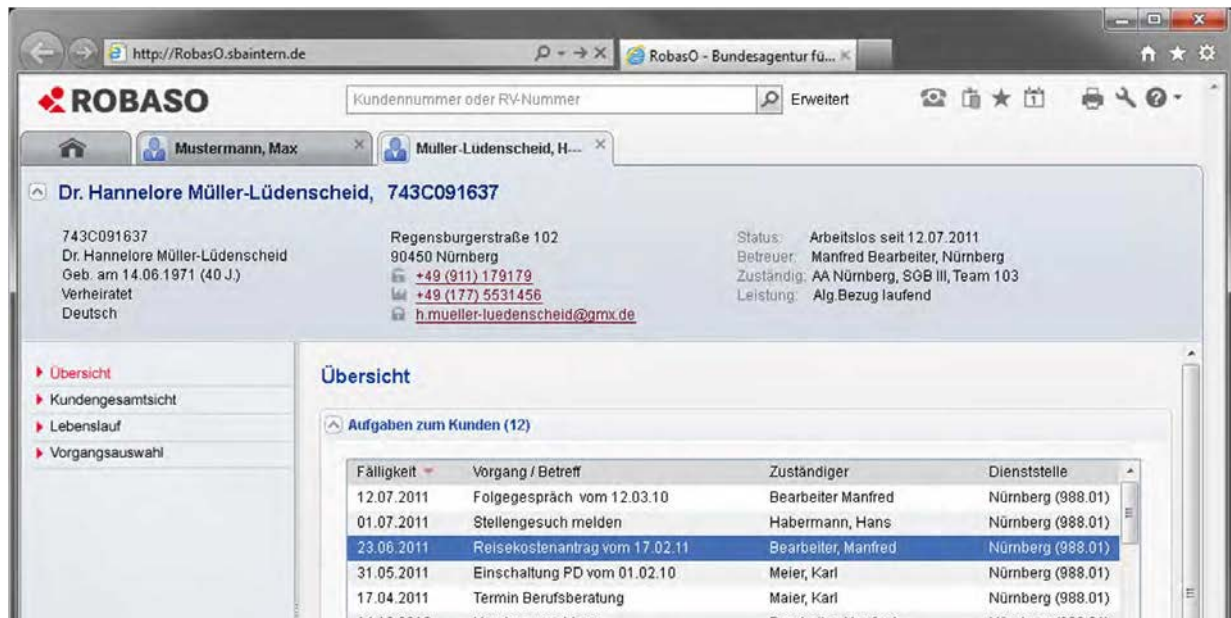 http://RobasO.sbaintern.de
RobasO - Bundesagentur fü...
ROBASO
Kundennummer oder RV-Nummer
Erweitert
Mustermann, Max
Müller-Lüdenscheid, H...
Dr. Hannelore Müller-Lüdenscheid, 743C091637
743C091637
Dr. Hannelore Müller-Lüdenscheid
Geb. am 14.06.1971 (40 J.)
Verheiratet
Deutsch
Regensburgerstraße 102
90450 Nürnberg
+49 (911) 179179
+49 (177) 5531456
h.mueller-luedenscheid@gmx.de
Status: Arbeitslos seit 12.07.2011
Betreuer: Manfred Bearbeiter, Nürnberg
Zuständig: AA Nürnberg, SGB III, Team 103
Leistung: Alg.Bezug laufend
Übersicht
Kundengesamtsicht
Lebenslauf
Vorgangsauswahl
Übersicht
Aufgaben zum Kunden (12)
Fälligkeit Vorgang / Betreff Zuständiger Dienststelle
12.07.2011 Folgegespräch vom 12.03.10 Bearbeiter Manfred Nürnberg (988.01)
01.07.2011 Stellengesuch melden Habermann, Hans Nürnberg (988.01)
23.06.2011 Reisekostenantrag vom 17.02.11 Bearbeiter, Manfred Nürnberg (988.01)
31.05.2011 Einschaltung PD vom 01.02.10 Meier, Karl Nürnberg (988.01)
17.04.2011 Termin Berufsberatung Maier, Karl Nürnberg (988.01)